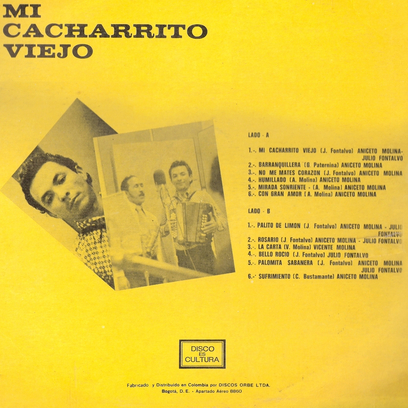 MI
CACHARRITO
VIEJO
LADO - A
1.-. MI CACHARRITO VIEJO (J. Fontalvo) ANICETO MOLINA-
JULIO FONTALVO
2.-. BARRANQUILLERA (G. Paternina) ANICETO MOLINA
3.-. NO ME MATES CORAZON (J. Fontalvo) ANICETO MOLINA
4.-. HUMILLADO (A. Molina) ANICETO MOLINA
5.-. MIRADA SONRIENTE - (A. Molina) ANICETO MOLINA
6.- CON GRAN AMOR (A. Molina) ANICETO MOLINA
LADO - B
1.-. PALITO DE LIMON (J Fontalvo) ANICETO MOLINA - JULIO
FONTALVO
2.-. ROSARIO (J Fontalvo) ANICETO MOLINA - JULIO FONTALVO
3.-. LA CARTA (V. Molina) VICENTE MOLINA
4.-. BELLO ROCIO (J. Fontalvo) JULIO FONTALVO
5.-. PALOMITA SABANERA (J. Fontalvo) ANICETO MOLINA
JULIO FONTALVO
6.-. SUFRIMIENTO (C. Bustamante) ANICETO MOLINA
DISCO
ES
CULTURA
Fabricado y Distribuido en Colombia por DISCOS ORBE LTDA.
Bogotá, D. E. - Apartado Aéreo 8600